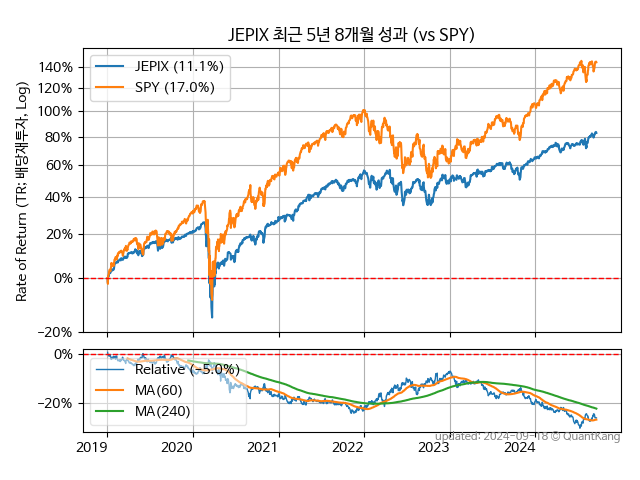 JEPIX 최근 5년 8개월 성과 (vs SPY)
Rate of Return (TR: 배당재투자, Log)
140%
120%
100%
80%
60%
40%
20%
0%
−20%
JEPIX (11.1%)
SPY (17.0%)
0%
−20%
Relative (−5.0%)
MA(60)
MA(240)
2019 2020 2021 2022 2023 2024
updated: 2024-09-18 © QuantKang